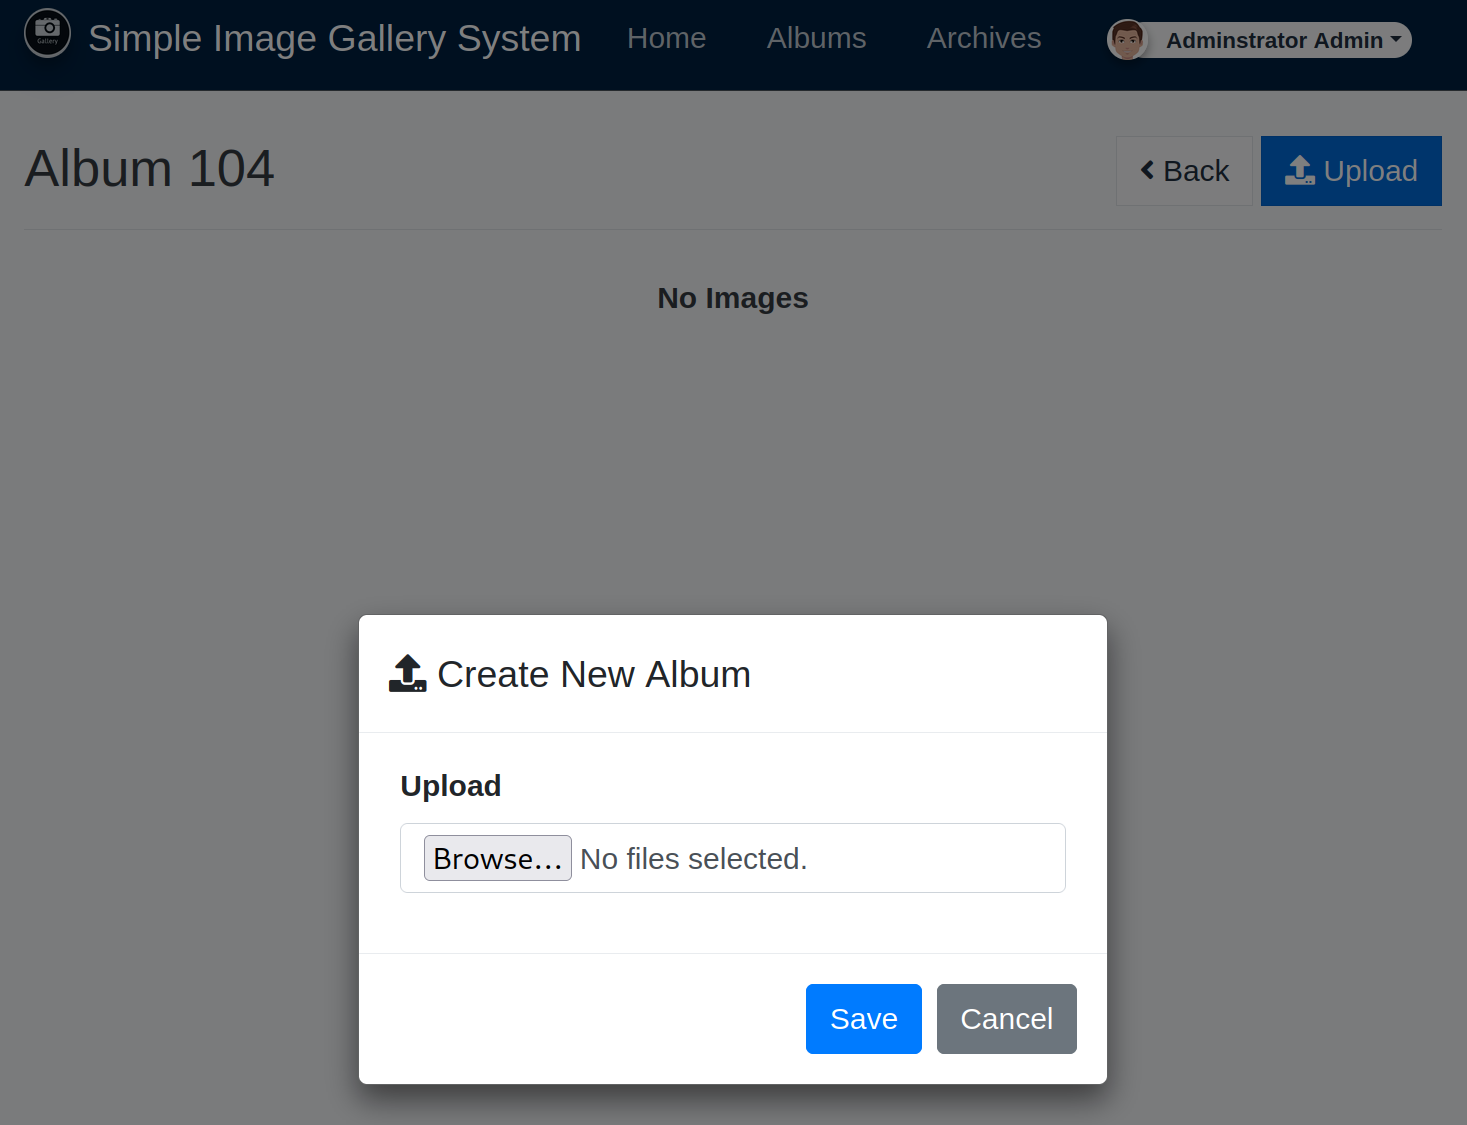 Gallery
Simple Image Gallery System
Home
Albums
Archives
Adminstrator Admin
Album 104
Back
Upload
No Images
Create New Album
Upload
Browse...
No files selected.
Save
Cancel